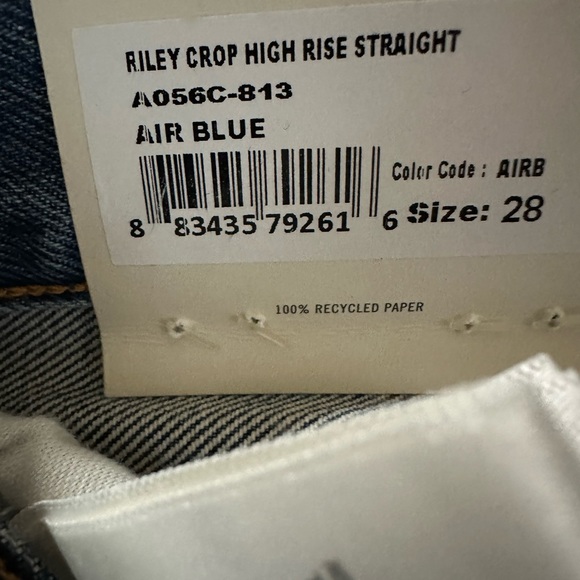 RILEY CROP HIGH RISE STRAIGHT
A056C-813
AIR BLUE
Color Code : AIRB
8 83435 79261 6
Size: 28
100% RECYCLED PAPER